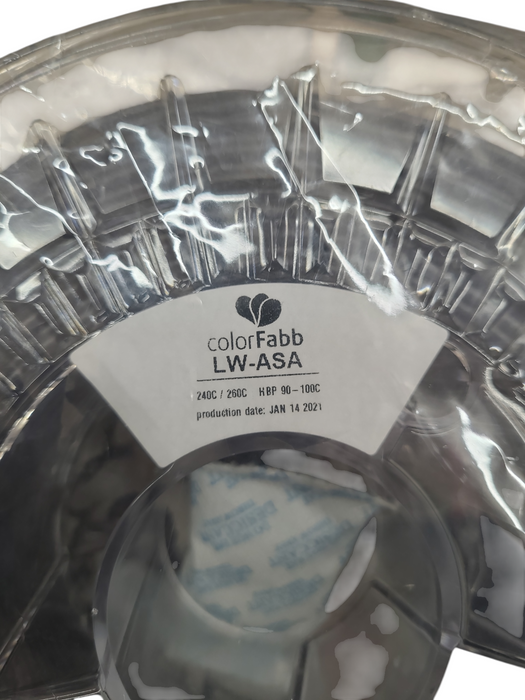 colorFabb
LW-ASA
240C / 260C HBP 90-100C
production date: JAN 14 2021